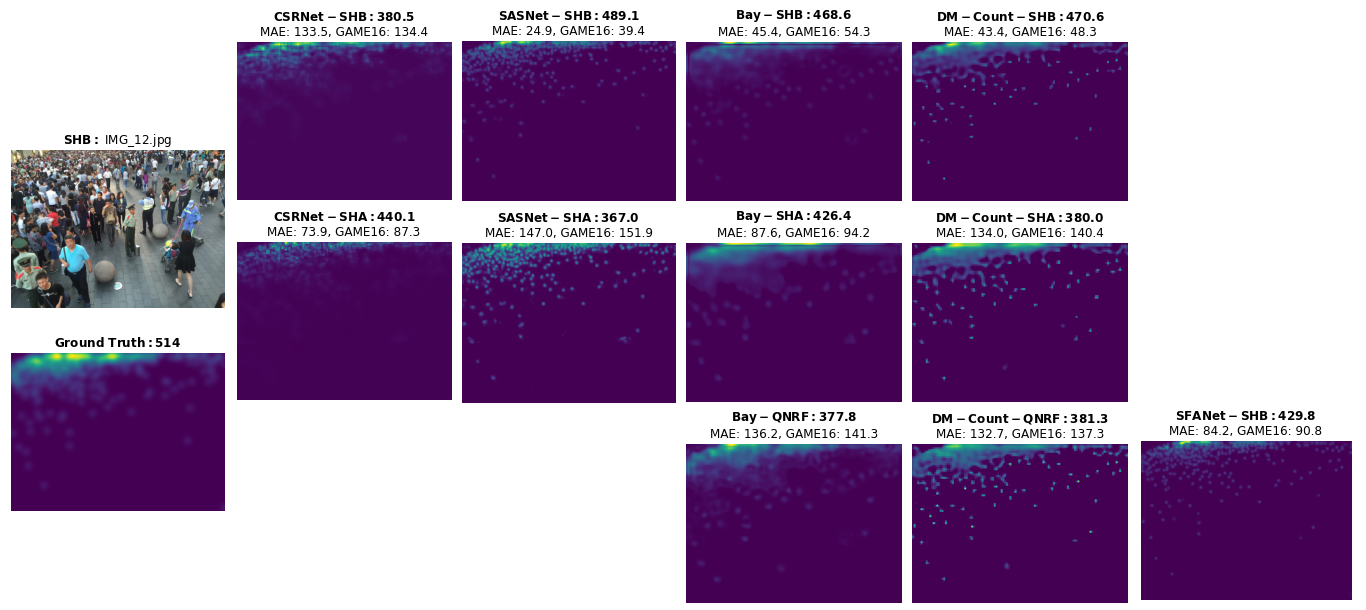 CSRNet − SHB : 380.5
MAE: 133.5, GAME16: 134.4
SASNet − SHB : 489.1
MAE: 24.9, GAME16: 39.4
Bay − SHB : 468.6
MAE: 45.4, GAME16: 54.3
DM − Count − SHB : 470.6
MAE: 43.4, GAME16: 48.3
SHB : IMG_12.jpg
CSRNet − SHA : 440.1
MAE: 73.9, GAME16: 87.3
SASNet − SHA : 367.0
MAE: 147.0, GAME16: 151.9
Bay − SHA : 426.4
MAE: 87.6, GAME16: 94.2
DM − Count − SHA : 380.0
MAE: 134.0, GAME16: 140.4
Ground Truth : 514
Bay − QNRF : 377.8
MAE: 136.2, GAME16: 141.3
DM − Count − QNRF : 381.3
MAE: 132.7, GAME16: 137.3
SFANet − SHB : 429.8
MAE: 84.2, GAME16: 90.8